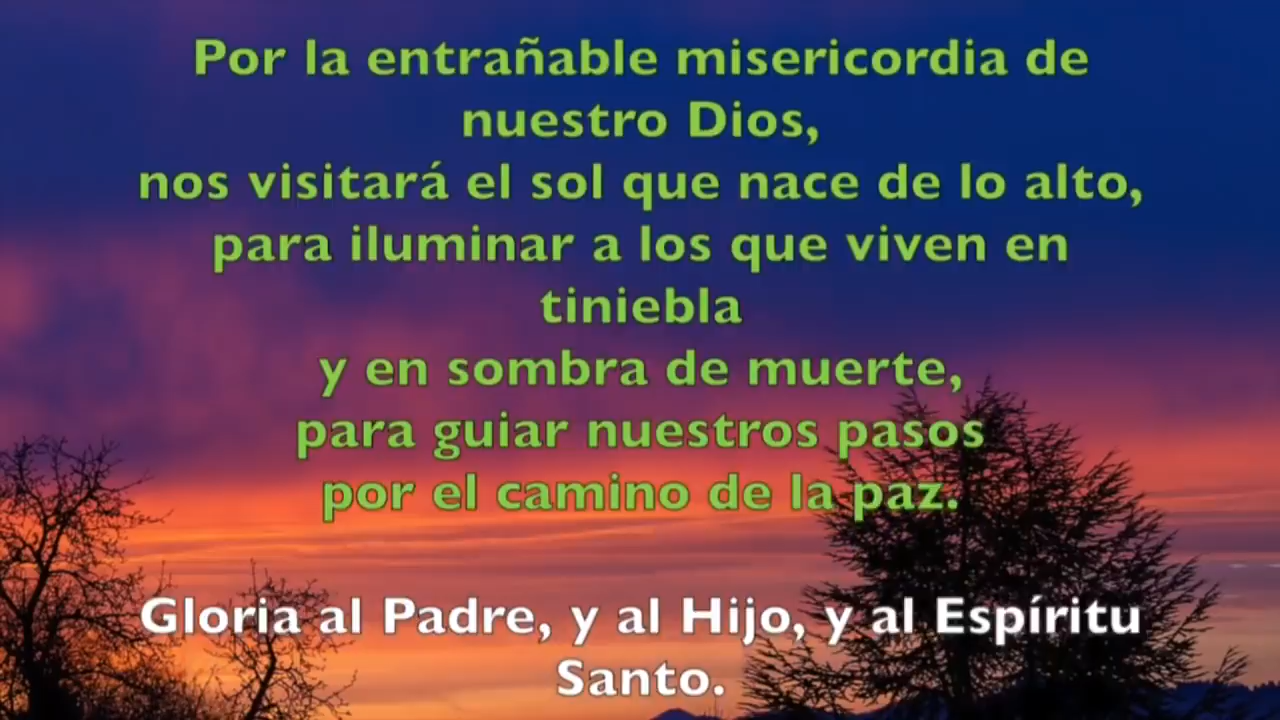 Por la entrañable misericordia de
nuestro Dios,
nos visitará el sol que nace de lo alto,
para iluminar a los que viven en
tiniebla
y en sombra de muerte,
para guiar nuestros pasos
por el camino de la paz.
Gloria al Padre, y al Hijo, y al Espíritu
Santo.